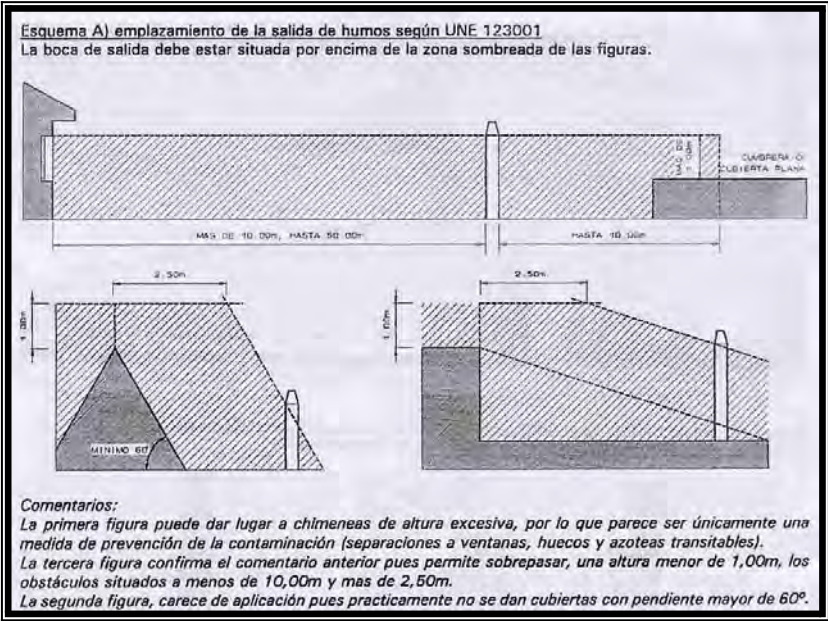 Esquema A) emplazamiento de la salida de humos según UNE 123001
La boca de salida debe estar situada por encima de la zona sombreada de las figuras.
MAS DE
1.00m
CUMBRERA O
CUBIERTA PLANA
MAS DE 10.00m, HASTA 50.00m
HASTA 10.00m
2.50m
2.50m
1.00m
1.00m
MINIMO 60
Comentarios:
La primera figura puede dar lugar a chimeneas de altura excesiva, por lo que parece ser únicamente una
medida de prevención de la contaminación (separaciones a ventanas, huecos y azoteas transitables).
La tercera figura confirma el comentario anterior pues permite sobrepasar, una altura menor de 1,00m, los
obstáculos situados a menos de 10,00m y mas de 2,50m.
La segunda figura, carece de aplicación pues practicamente no se dan cubiertas con pendiente mayor de 60º.